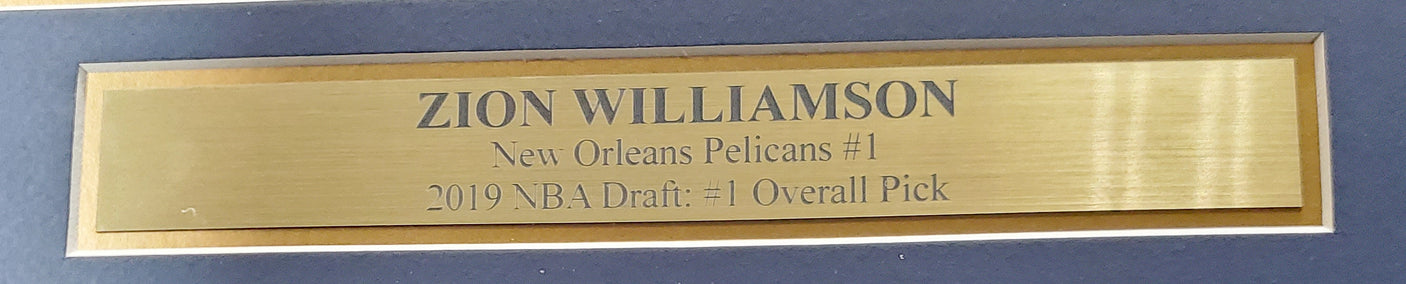 ZION WILLIAMSON
New Orleans Pelicans #1
2019 NBA Draft: #1 Overall Pick